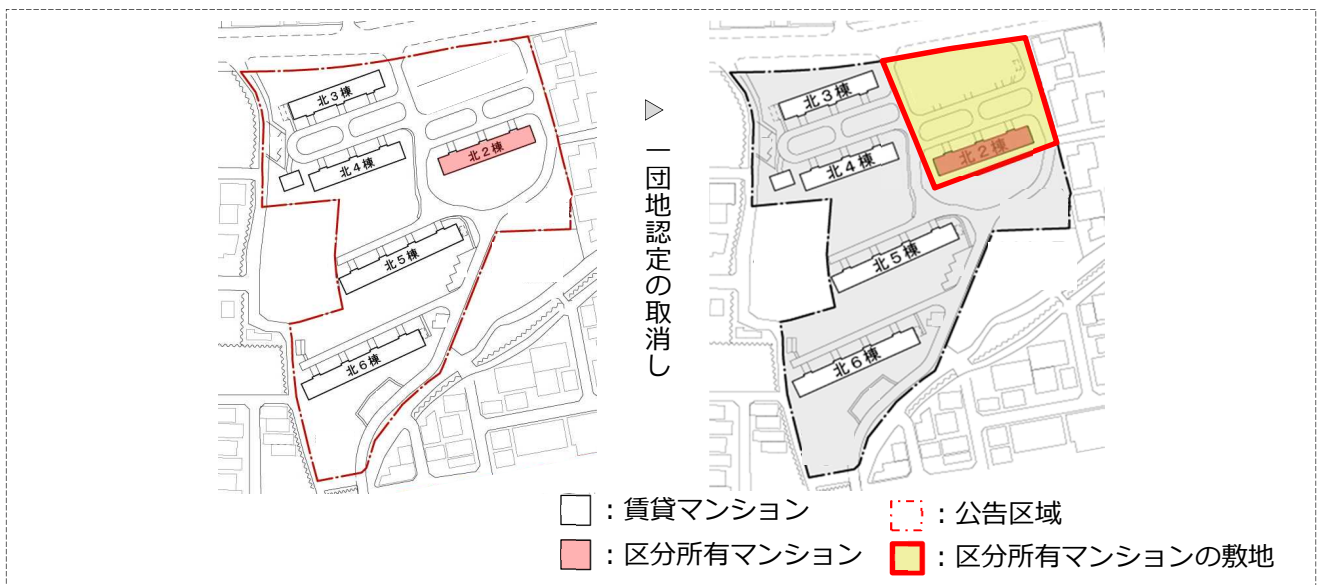 北3棟
北4棟
北2棟
北5棟
北6棟
▷
一団地認定の取消し
北3棟
北4棟
北2棟
北5棟
北6棟
：賃貸マンション
：公告区域
：区分所有マンション
：区分所有マンションの敷地